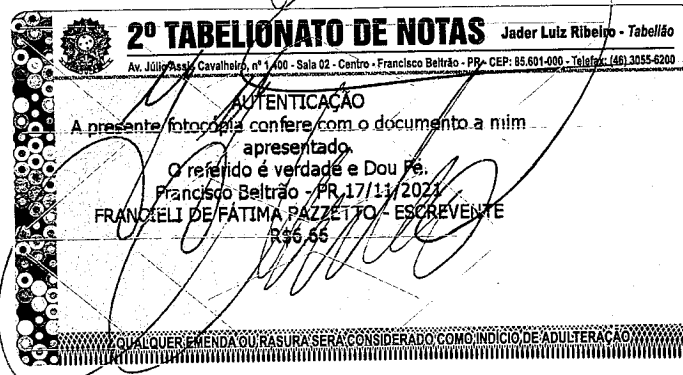 2º TABELIONATO DE NOTAS Jader Luiz Ribeiro - Tabelião
Av. Júlio Assis Cavalheiro, nº 1.400 - Sala 02 - Centro - Francisco Beltrão - PR - CEP: 85.601-000 - Telefax: (46) 3055-6200
AUTENTICAÇÃO
A presente fotocópia confere com o documento a mim
apresentado.
O referido é verdade e Dou Fé.
Francisco Beltrão - PR,17/11/2021
FRANCIELI DE FÁTIMA PAZZETTO - ESCREVENTE
R$6,66
QUALQUER EMENDA OU RASURA SERÁ CONSIDERADO COMO INDÍCIO DE ADULTERAÇÃO